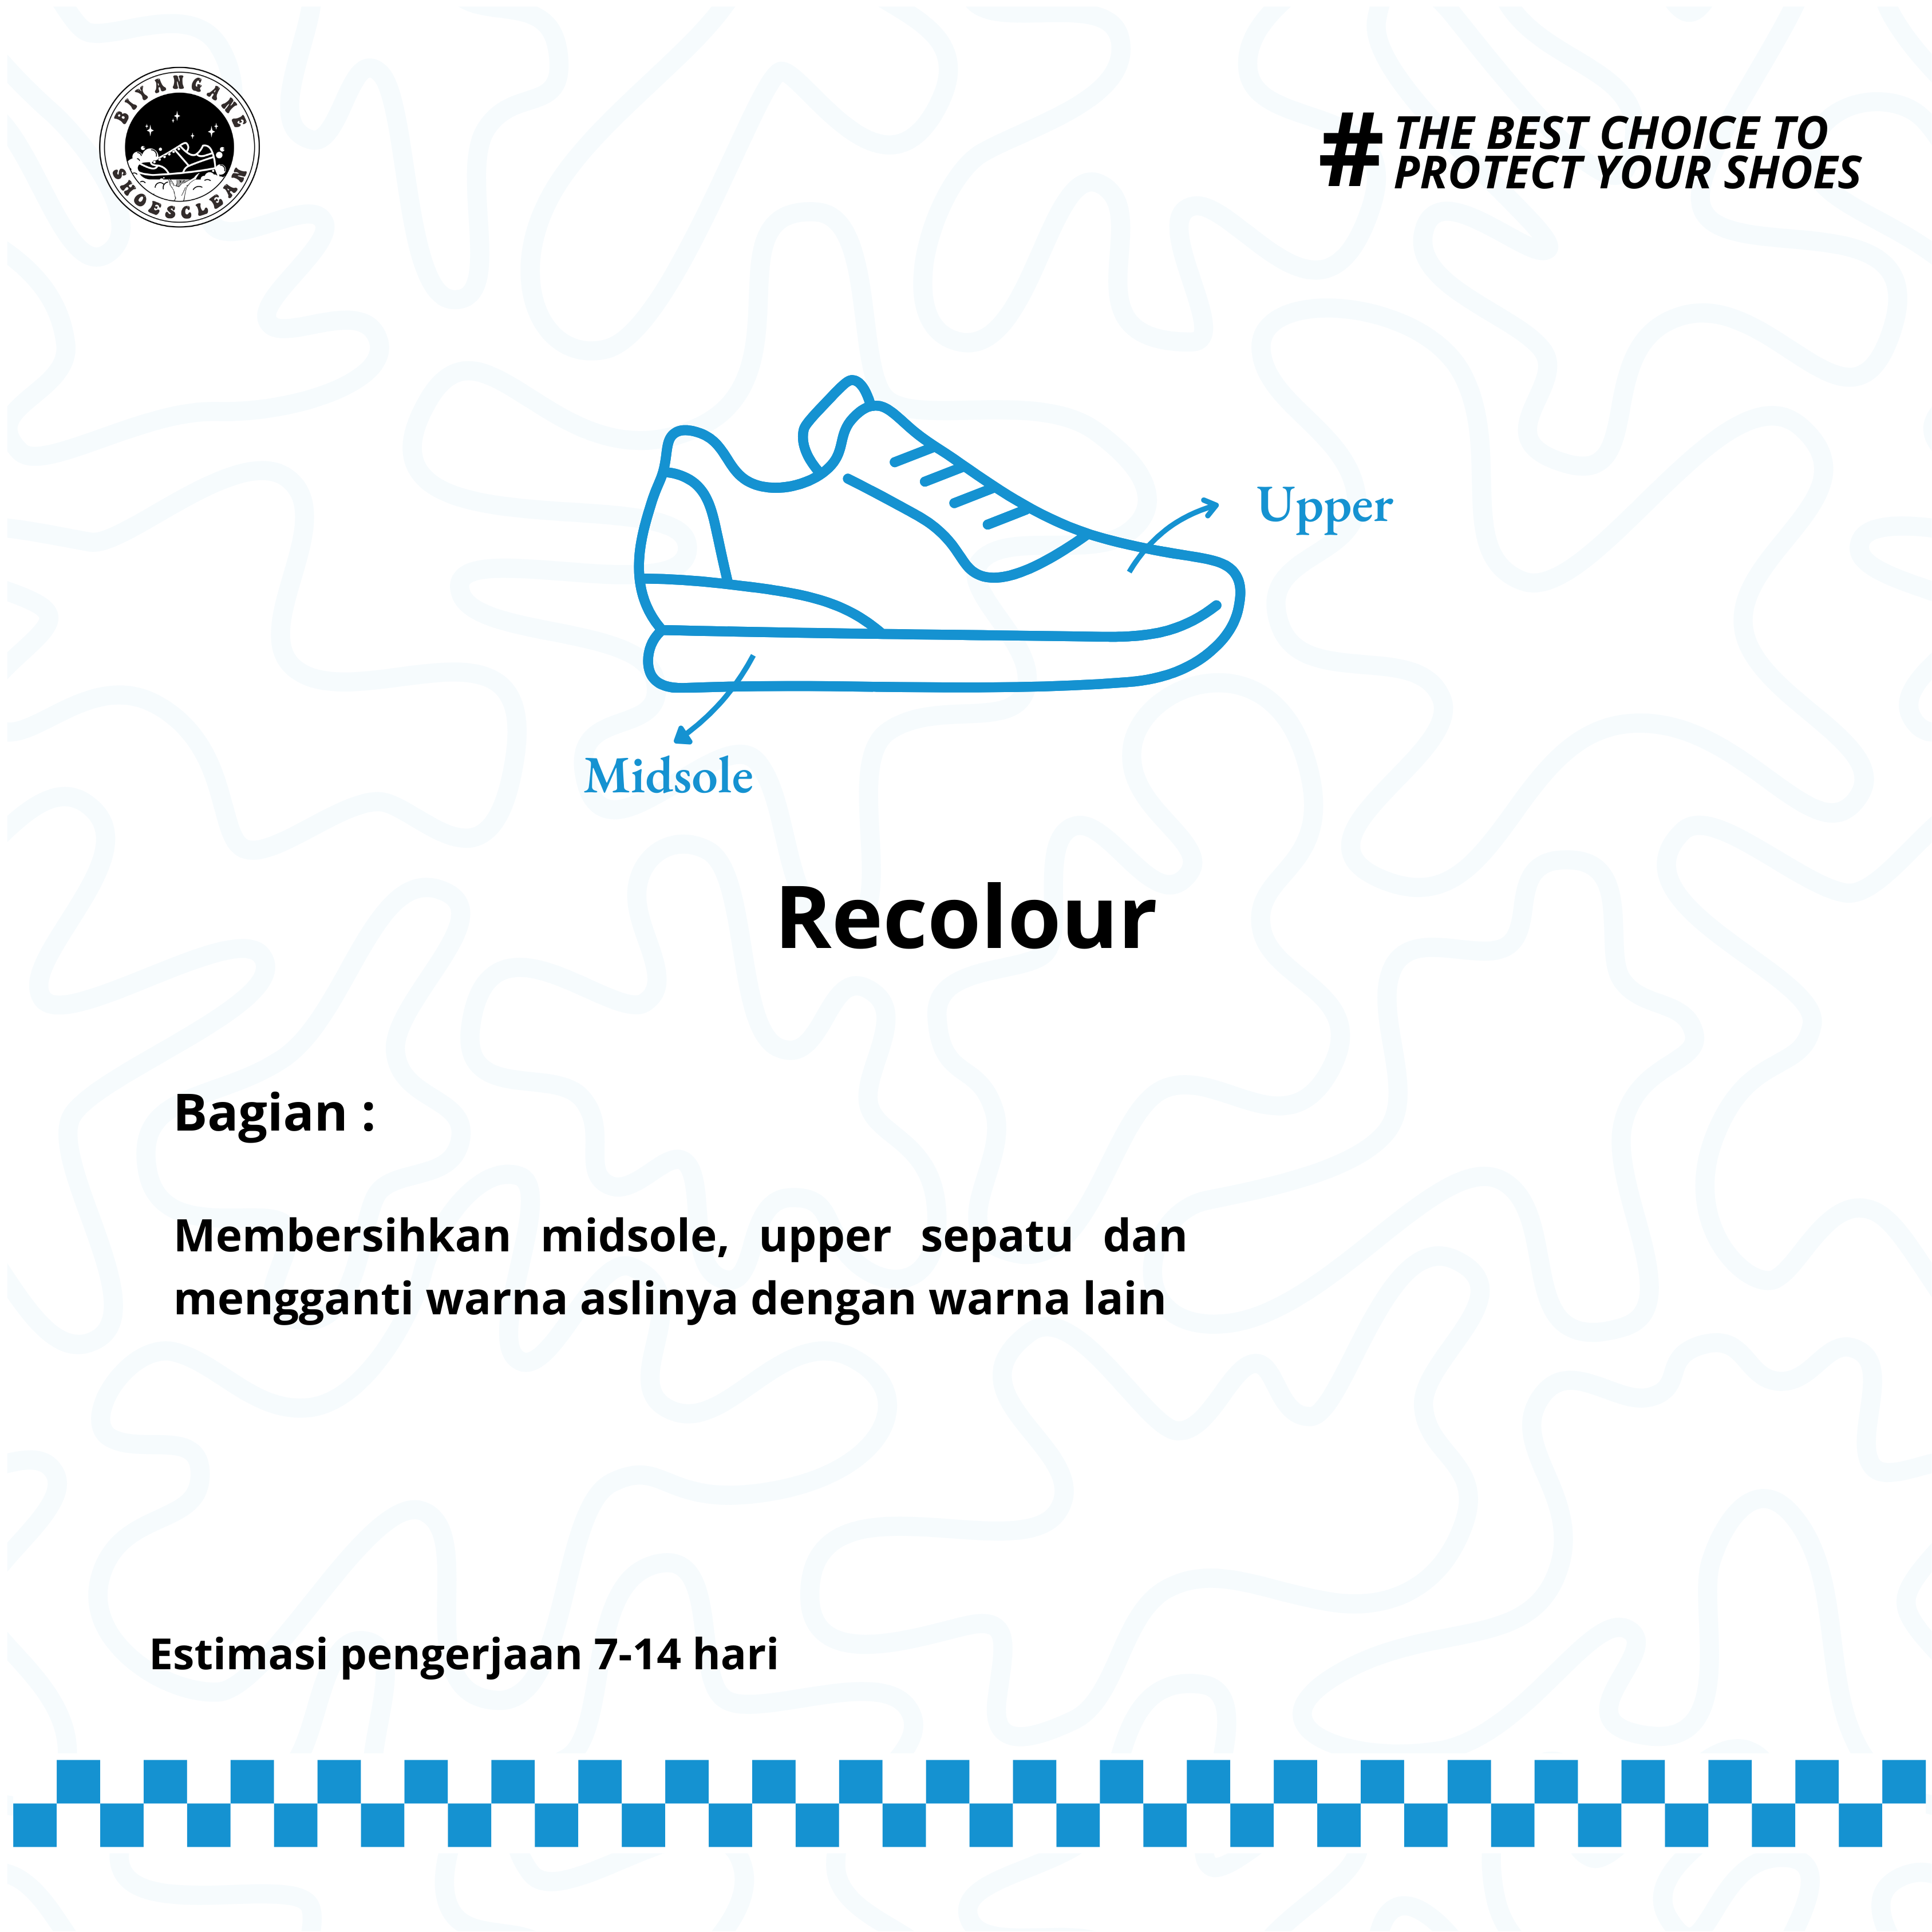 BIYANGANE
SHOESCLEAN
# THE BEST CHOICE TO
PROTECT YOUR SHOES
Upper
Midsole
Recolour
Bagian :
Membersihkan midsole, upper sepatu dan
mengganti warna aslinya dengan warna lain
Estimasi pengerjaan 7-14 hari